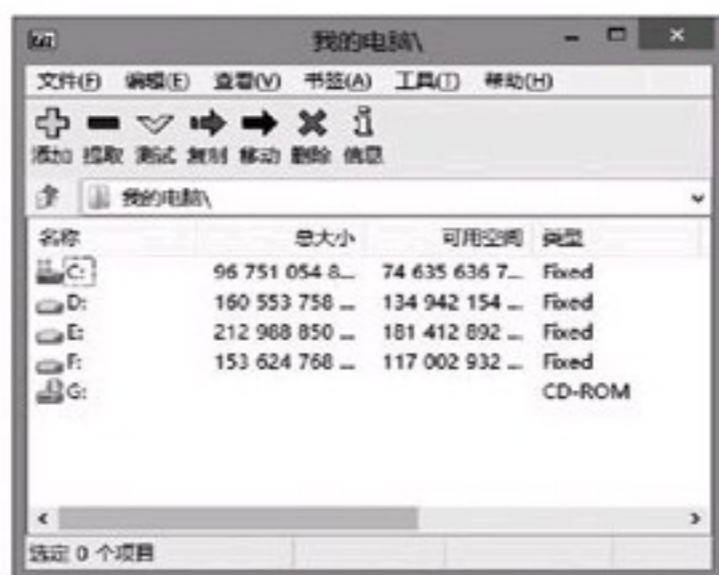 我的电脑\
文件(F) 编辑(E) 查看(V) 书签(A) 工具(T) 帮助(H)
添加 提取 测试 复制 移动 删除 信息
我的电脑\
名称 总大小 可用空间 类型
C: 96 751 054 8... 74 635 636 7... Fixed
D: 160 553 758 ... 134 942 154 ... Fixed
E: 212 988 850 ... 181 412 892 ... Fixed
F: 153 624 768 ... 117 002 932 ... Fixed
G: CD-ROM
选定 0 个项目